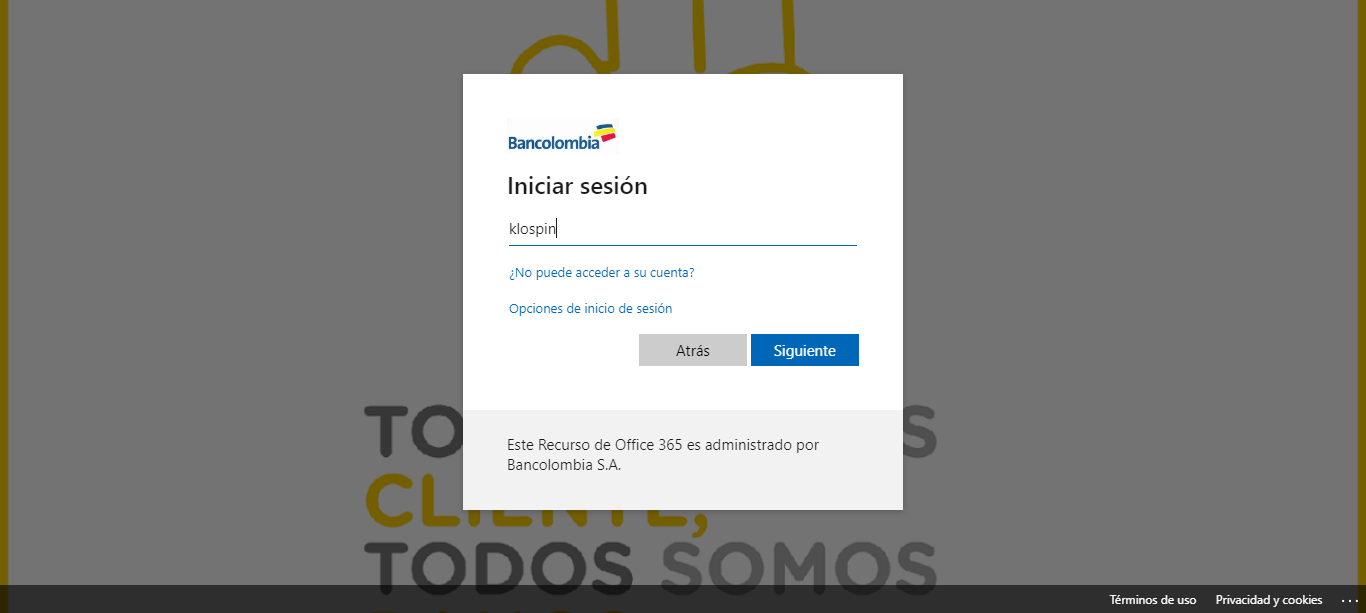 Bancolombia
Iniciar sesión
klospin
¿No puede acceder a su cuenta?
Opciones de inicio de sesión
Atrás
Siguiente
Este Recurso de Office 365 es administrado por
Bancolombia S.A.
CLIENTE,
TODOS SOMOS
Términos de uso
Privacidad y cookies
...